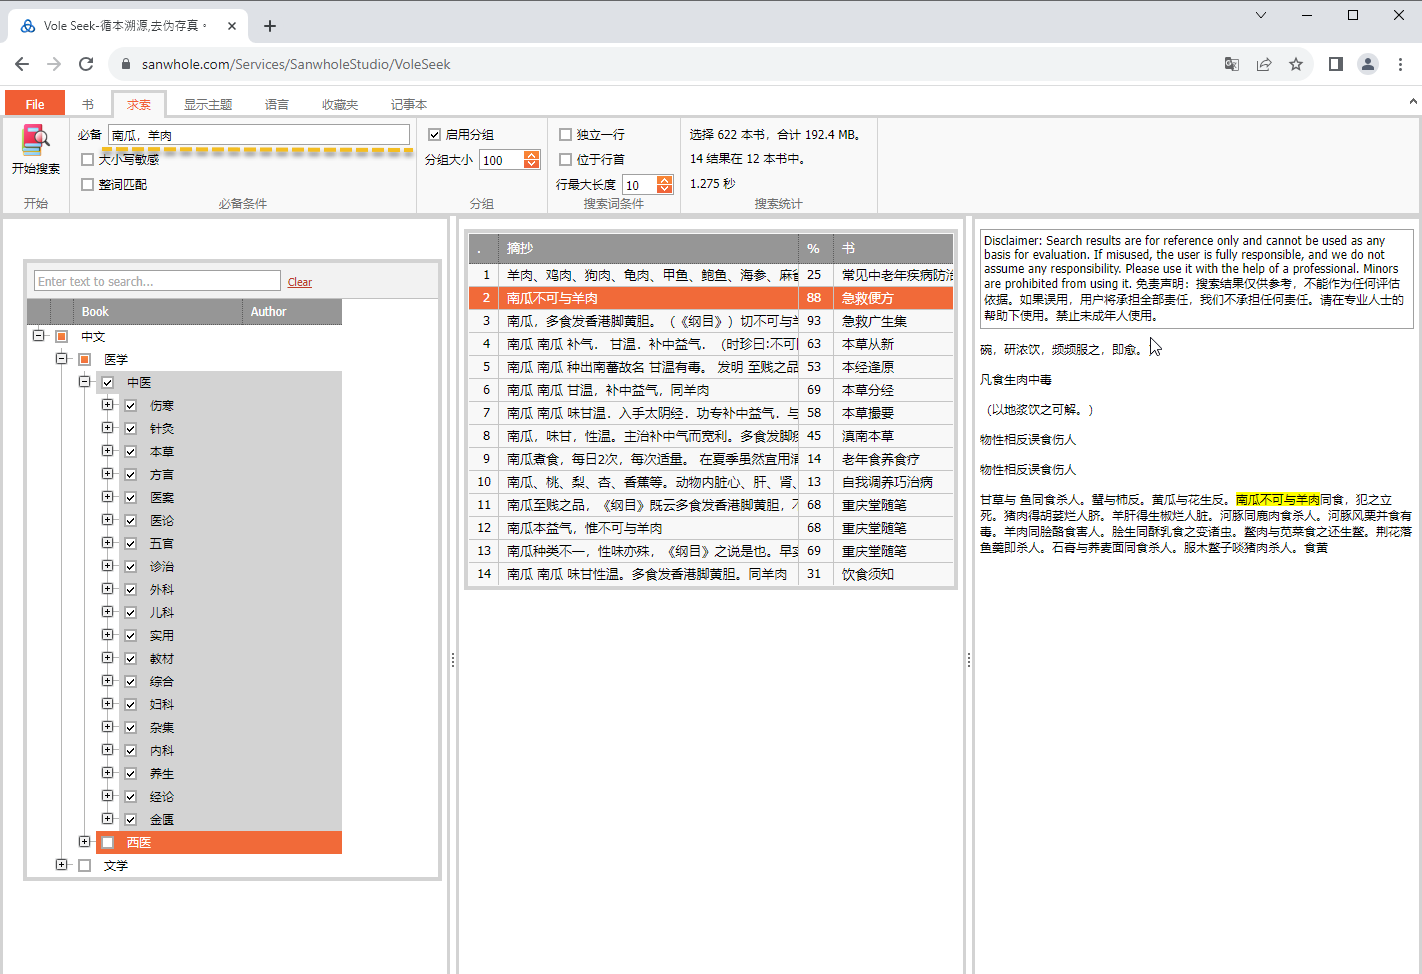 Vole Seek-循本溯源,去伪存真。
sanwhole.com/Services/SanwholeStudio/VoleSeek
File 书 求索 显示主题 语言 收藏夹 记事本
开始搜索
开始
必备 南瓜，羊肉
大小写敏感
整词匹配
必备条件
启用分组
分组大小 100
分组
独立一行
位于行首
行最大长度 10
搜索词条件
选择 622 本书，合计 192.4 MB。
14 结果在 12 本书中。
1.275 秒
搜索统计
Enter text to search... Clear
Book Author
中文
医学
中医
伤寒
针灸
本草
方言
医案
医论
五官
诊治
外科
儿科
实用
教材
综合
妇科
杂集
内科
养生
经论
金匮
西医
文学
. 摘抄 % 书
1 羊肉、鸡肉、狗肉、龟肉、甲鱼、鲍鱼、海参、麻雀 25 常见中老年疾病防治
2 南瓜不可与羊肉 88 急救便方
3 南瓜，多食发香港脚黄胆。（《纲目》）切不可与羊 93 急救广生集
4 南瓜 南瓜 补气． 甘温．补中益气．（时珍曰:不可 63 本草从新
5 南瓜 南瓜 种出南蕃故名 甘温有毒。 发明 至贱之品 53 本经逢原
6 南瓜 南瓜 甘温，补中益气，同羊肉 69 本草分经
7 南瓜 南瓜 味甘温．入手太阴经．功专补中益气．与 58 本草撮要
8 南瓜，味甘，性温。主治补中气而宽利。多食发脚疾 45 滇南本草
9 南瓜煮食，每日2次，每次适量。 在夏季虽然宜用清 14 老年食养食疗
10 南瓜、桃、梨、杏、香蕉等。动物内脏心、肝、肾、 13 自我调养巧治病
11 南瓜至贱之品，《纲目》既云多食发香港脚黄胆，不 68 重庆堂随笔
12 南瓜本益气，惟不可与羊肉 68 重庆堂随笔
13 南瓜种类不一，性味亦殊，《纲目》之说是也。早实 69 重庆堂随笔
14 南瓜 南瓜 味甘性温。多食发香港脚黄胆。同羊肉 31 饮食须知
Disclaimer: Search results are for reference only and cannot be used as any
basis for evaluation. If misused, the user is fully responsible, and we do not
assume any responsibility. Please use it with the help of a professional. Minors
are prohibited from using it. 免责声明：搜索结果仅供参考，不能作为任何评估
依据。如果误用，用户将承担全部责任，我们不承担任何责任。请在专业人士的
帮助下使用。禁止未成年人使用。
碗，研浓饮，频频服之，即愈。
凡食生肉中毒
（以地浆饮之可解。）
物性相反误食伤人
物性相反误食伤人
甘草与 鱼同食杀人。蟹与柿反。黄瓜与花生反。南瓜不可与羊肉同食，犯之立
死。猪肉得胡荽烂人脐。羊肝得生椒烂人脏。河豚同鹿肉食杀人。河豚风粟并食有
毒。羊肉同脍酪食害人。脍生同酥乳食之变诸虫。鳖肉与苋菜食之还生鳖。荆花落
鱼羹即杀人。石膏与荞麦面同食杀人。服木鳖子啖猪肉杀人。食黄